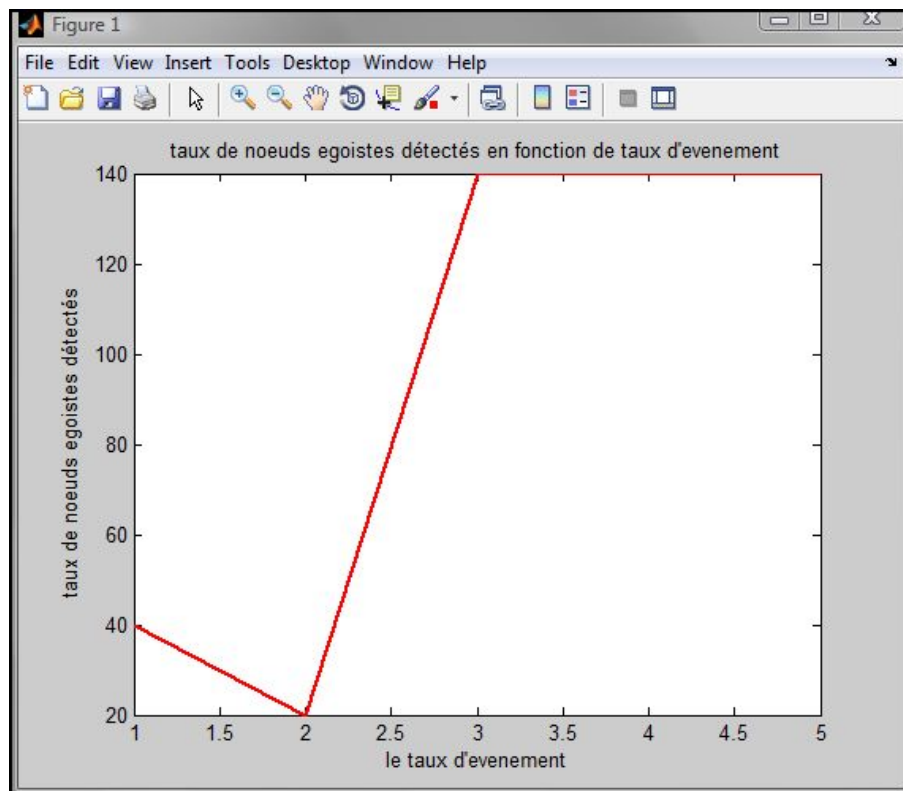 Figure 1
File Edit View Insert Tools Desktop Window Help
taux de noeuds egoistes détectés en fonction de taux d'evenement
140
120
100
80
60
40
20
taux de noeuds egoistes détectés
1 1.5 2 2.5 3 3.5 4 4.5 5
le taux d'evenement